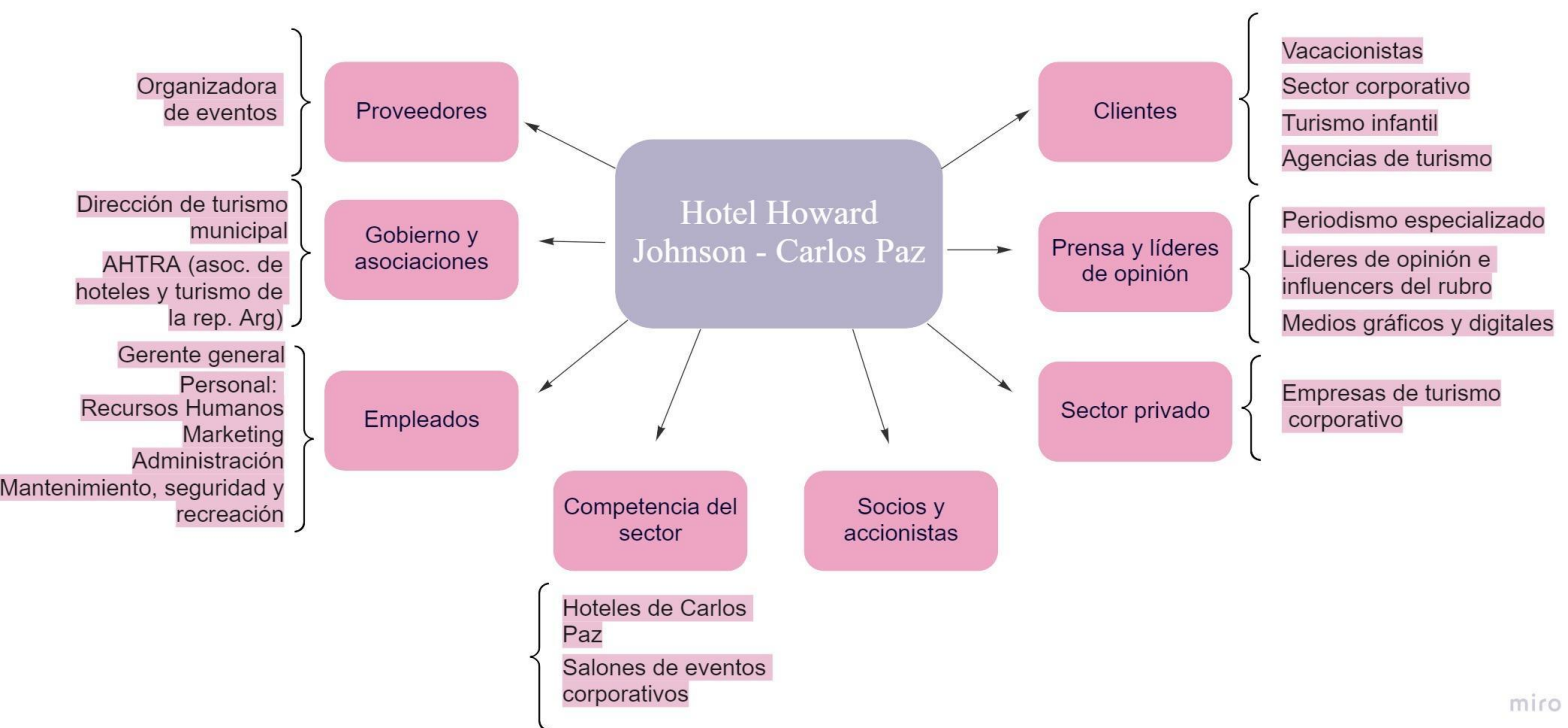 Hotel Howard
Johnson - Carlos Paz
Proveedores
Organizadora
de eventos
Gobierno y
asociaciones
Dirección de turismo
municipal
AHTRA (asoc. de
hoteles y turismo de
la rep. Arg)
Empleados
Gerente general
Personal:
Recursos Humanos
Marketing
Administración
Mantenimiento, seguridad y
recreación
Competencia del
sector
Hoteles de Carlos
Paz
Salones de eventos
corporativos
Socios y
accionistas
Clientes
Vacacionistas
Sector corporativo
Turismo infantil
Agencias de turismo
Prensa y líderes
de opinión
Periodismo especializado
Lideres de opinión e
influencers del rubro
Medios gráficos y digitales
Sector privado
Empresas de turismo
corporativo
miro